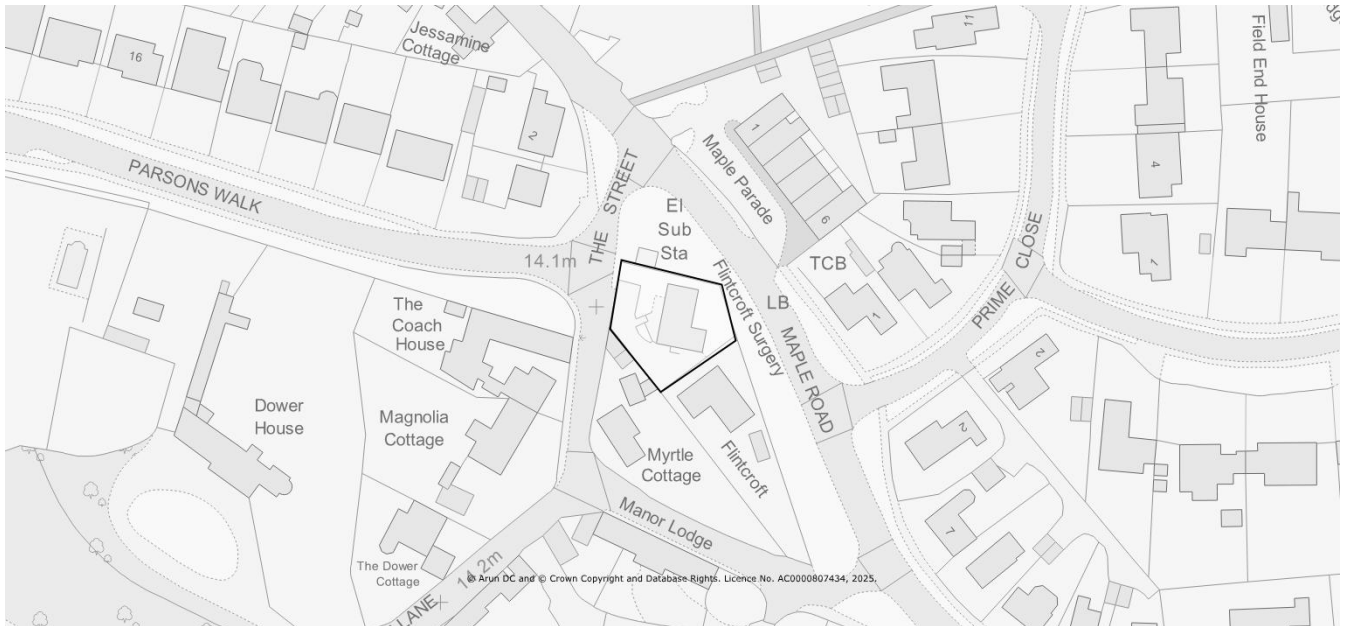 Jessamine
Cottage
16
2
11
Field End House
PARSONS WALK
THE STREET
Maple Parade
1
6
4
El
Sub
Sta
14.1m
TCB
LB
1
1
PRIME CLOSE
Flintcroft Surgery
MAPLE ROAD
The
Coach
House
Dower
House
Magnolia
Cottage
Myrtle
Cottage
Flintcroft
2
2
7
Manor Lodge
The Dower
Cottage
LANE
14.2m
© Arun DC and © Crown Copyright and Database Rights. Licence No. AC0000807434, 2025.